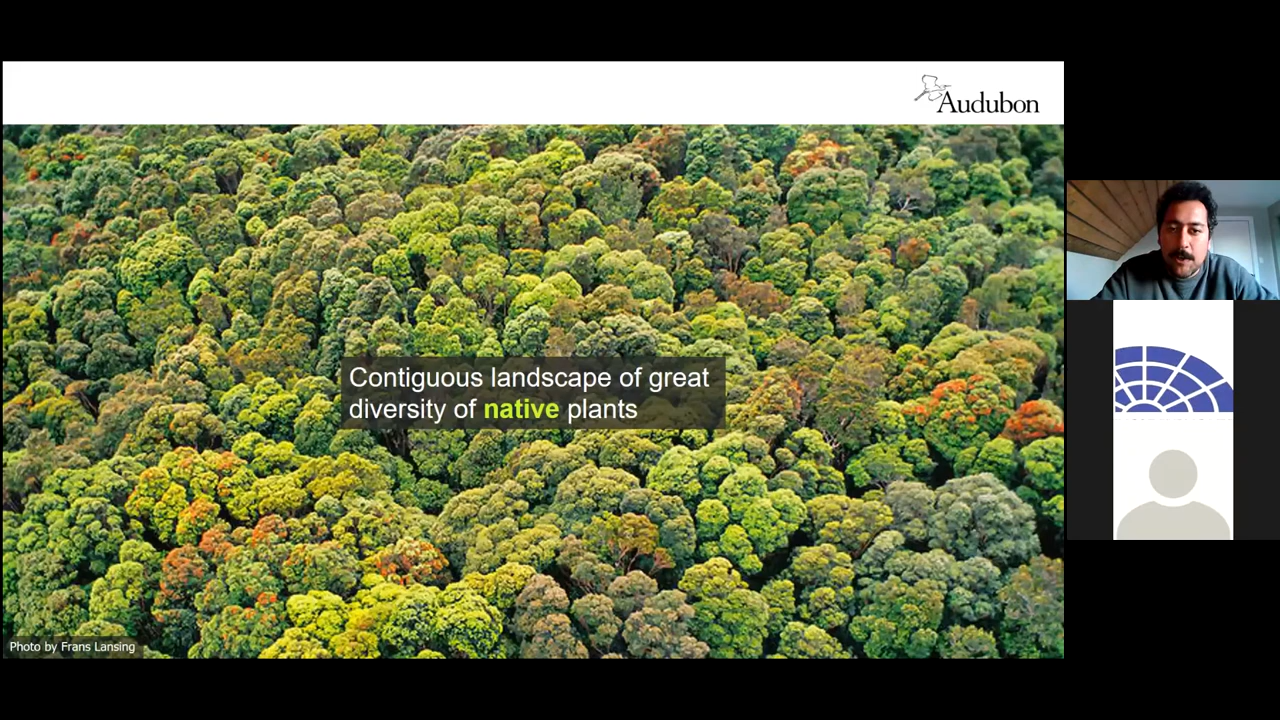 Audubon
Contiguous landscape of great
diversity of native plants
Photo by Frans Lansing